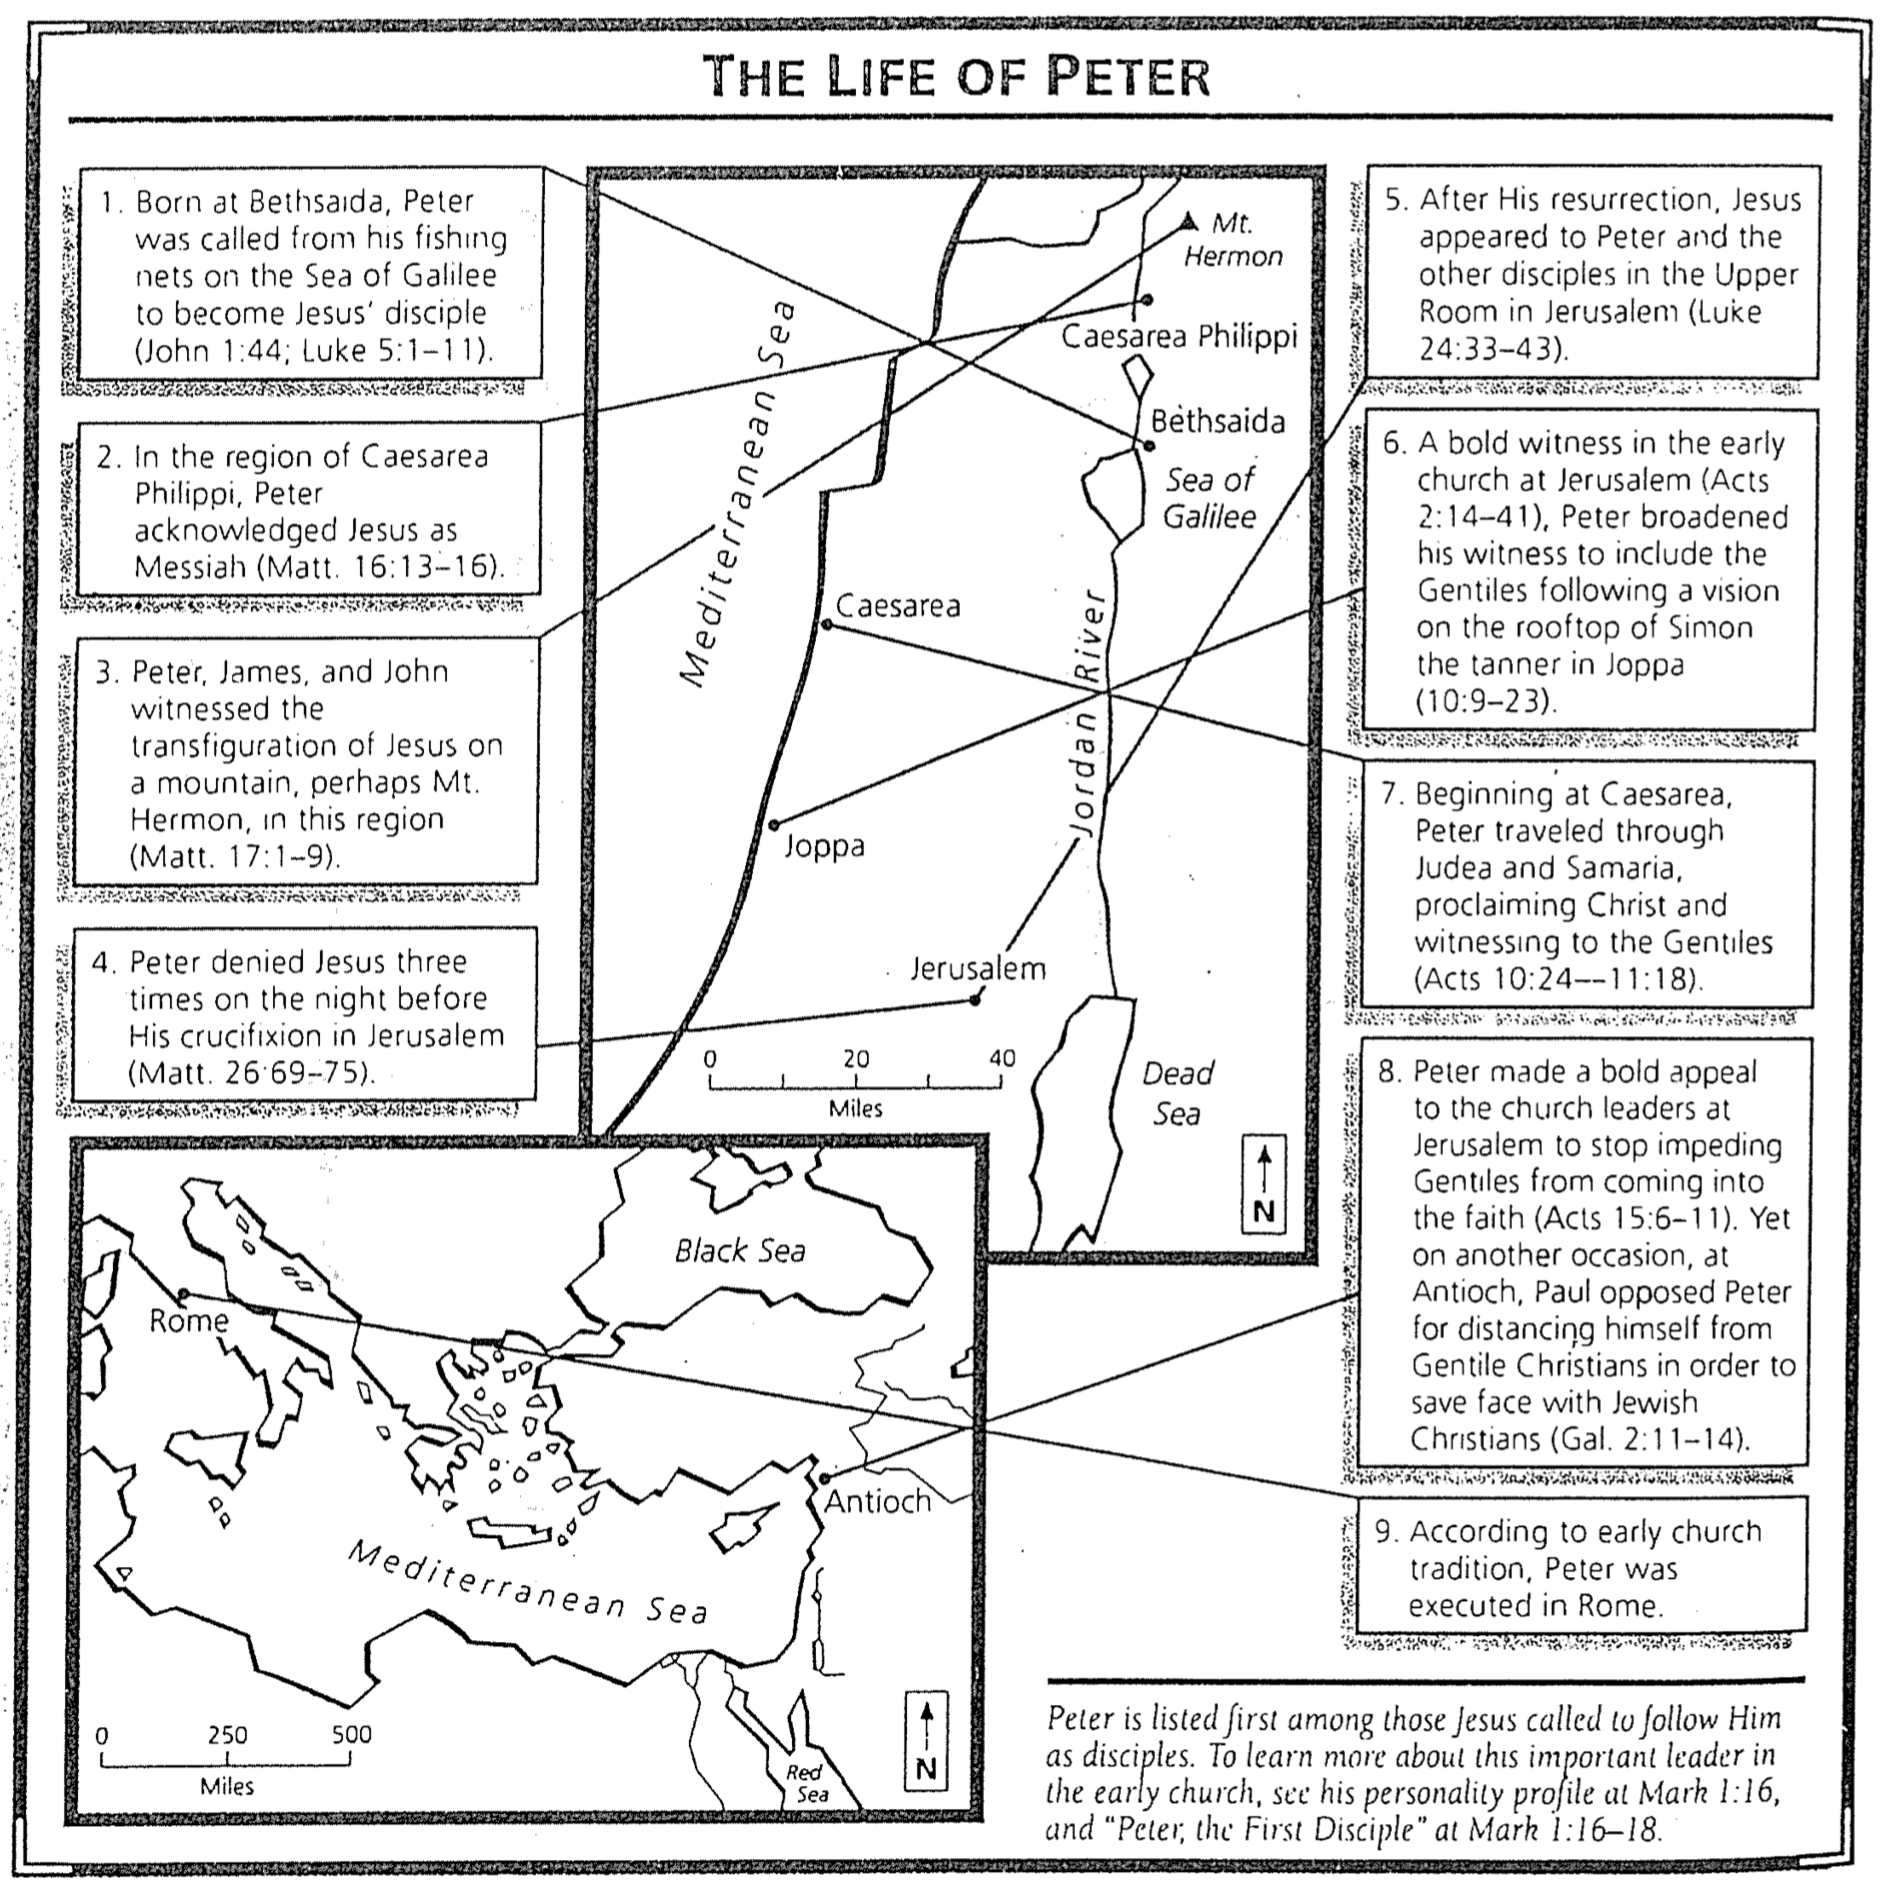 THE LIFE OF PETER
1. Born at Bethsaida, Peter
was called from his fishing
nets on the Sea of Galilee
to become Jesus' disciple
(John 1:44; Luke 5:1–11).
2. In the region of Caesarea
Philippi, Peter
acknowledged Jesus as
Messiah (Matt. 16:13–16).
3. Peter, James, and John
witnessed the
transfiguration of Jesus on
a mountain, perhaps Mt.
Hermon, in this region
(Matt. 17:1–9).
4. Peter denied Jesus three
times on the night before
His crucifixion in Jerusalem
(Matt. 26:69–75).
Mt.
Hermon
Caesarea Philippi
Mediterranean Sea
Bethsaida
Sea of
Galilee
Caesarea
Jordan River
Joppa
Jerusalem
0 20 40
Miles
Dead
Sea
N
5. After His resurrection, Jesus
appeared to Peter and the
other disciples in the Upper
Room in Jerusalem (Luke
24:33–43).
6. A bold witness in the early
church at Jerusalem (Acts
2:14–41), Peter broadened
his witness to include the
Gentiles following a vision
on the rooftop of Simon
the tanner in Joppa
(10:9–23).
7. Beginning at Caesarea,
Peter traveled through
Judea and Samaria,
proclaiming Christ and
witnessing to the Gentiles
(Acts 10:24––11:18).
8. Peter made a bold appeal
to the church leaders at
Jerusalem to stop impeding
Gentiles from coming into
the faith (Acts 15:6–11). Yet
on another occasion, at
Antioch, Paul opposed Peter
for distancing himself from
Gentile Christians in order to
save face with Jewish
Christians (Gal. 2:11–14).
9. According to early church
tradition, Peter was
executed in Rome.
Black Sea
Rome
Antioch
Mediterranean Sea
0 250 500
Miles
Red
Sea
N
Peter is listed first among those Jesus called to follow Him
as disciples. To learn more about this important leader in
the early church, see his personality profile at Mark 1:16,
and "Peter, the First Disciple" at Mark 1:16–18.